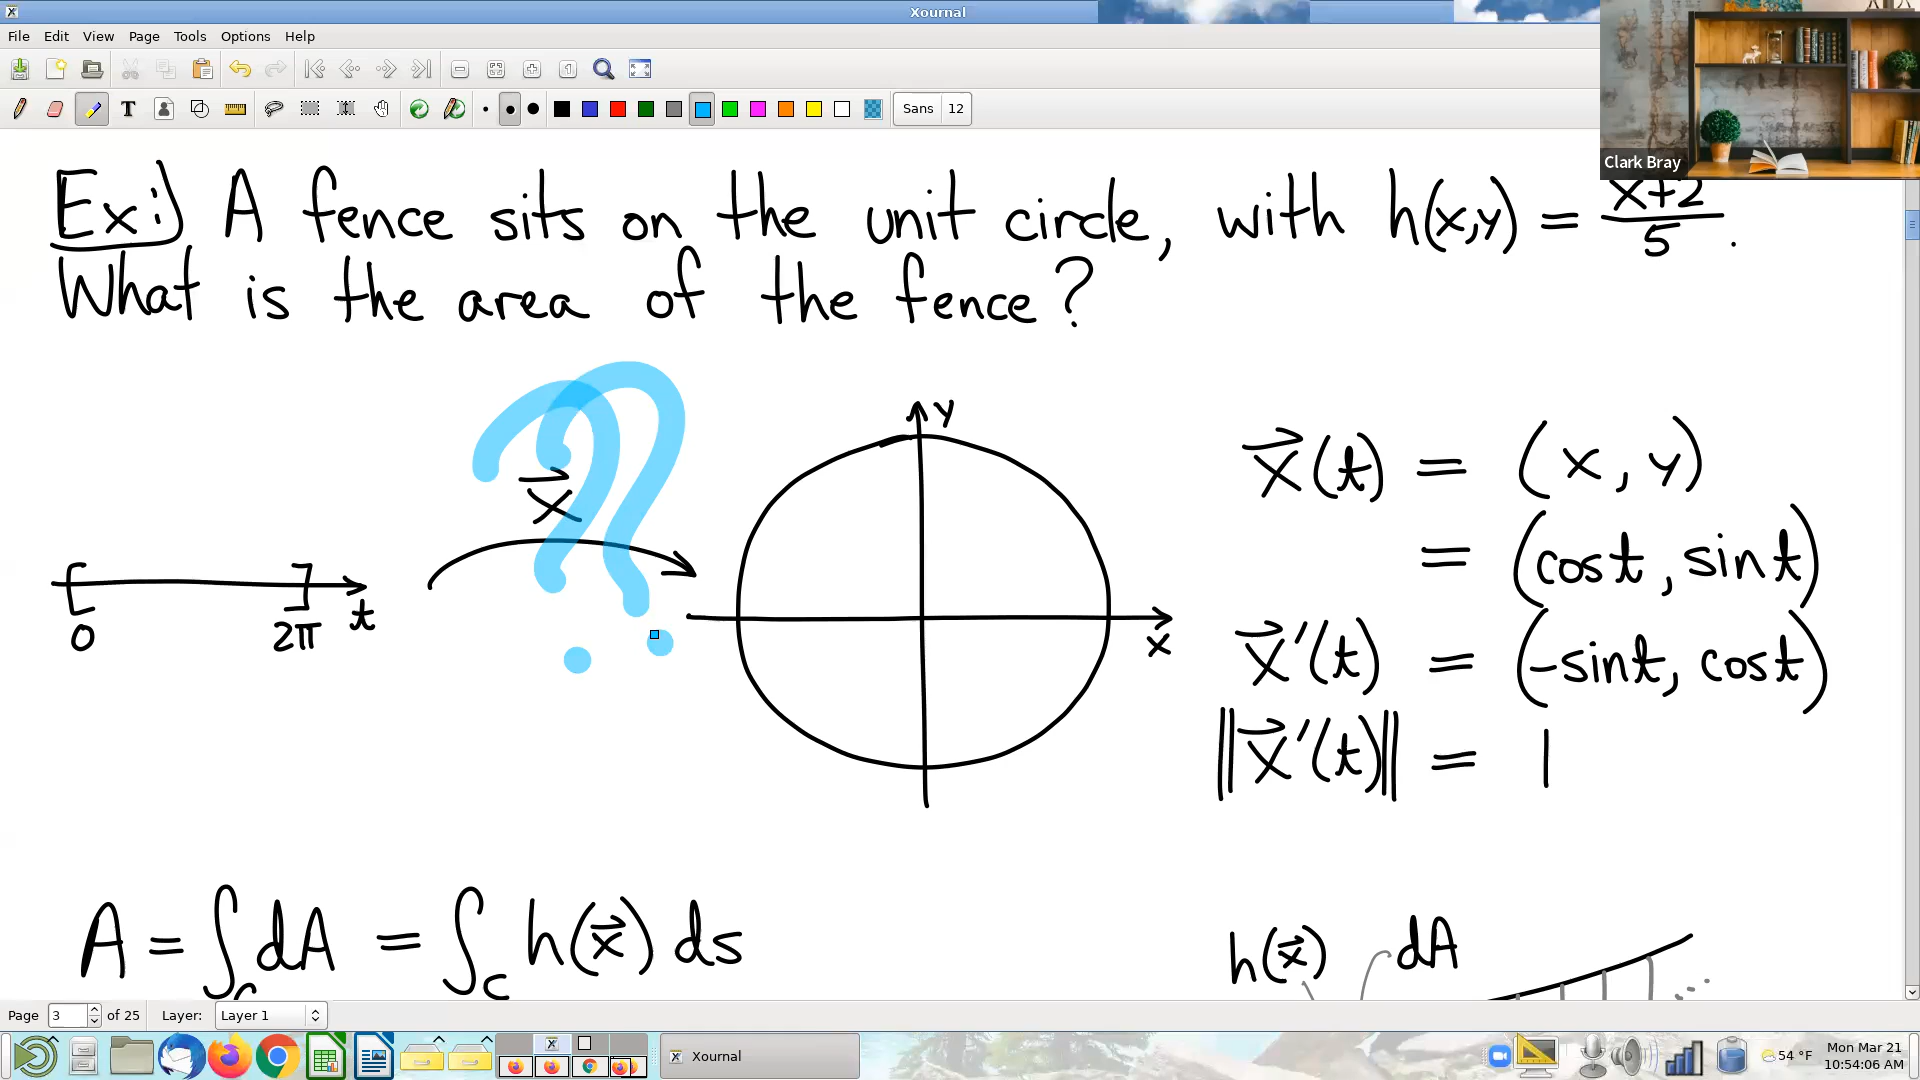 Xournal
File Edit View Page Tools Options Help
Sans 12
Clark Bray
Ex:) A fence sits on the unit circle, with h(x,y) = x+2 / 5 .
What is the area of the fence?
??
y
x⃗
x⃗(t) = (x, y)
= (cost, sint)
0 2π t
x
x⃗'(t) = (-sint, cost)
||x⃗'(t)|| = 1
A = ∫_C dA = ∫_C h(x⃗) ds
h(x⃗) dA
Page 3 of 25 Layer: Layer 1
Xournal
54 °F
Mon Mar 21
10:54:06 AM